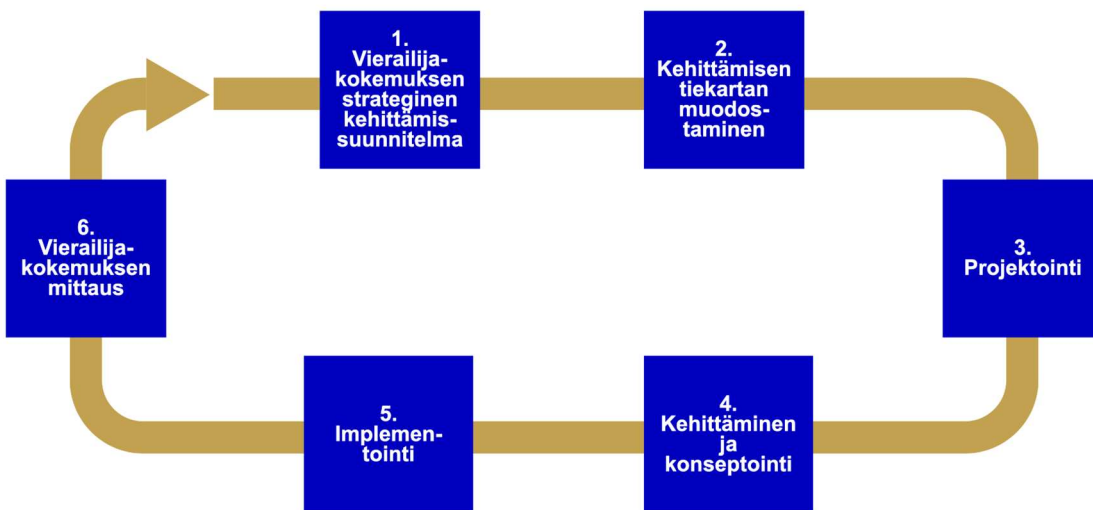 1.
Vierailija-
kokemuksen
strateginen
kehittämis-
suunnitelma
2.
Kehittämisen
tiekartan
muodos-
taminen
3.
Projektointi
4.
Kehittäminen
ja
konseptointi
5.
Implemen-
tointi
6.
Vierailija-
kokemuksen
mittaus